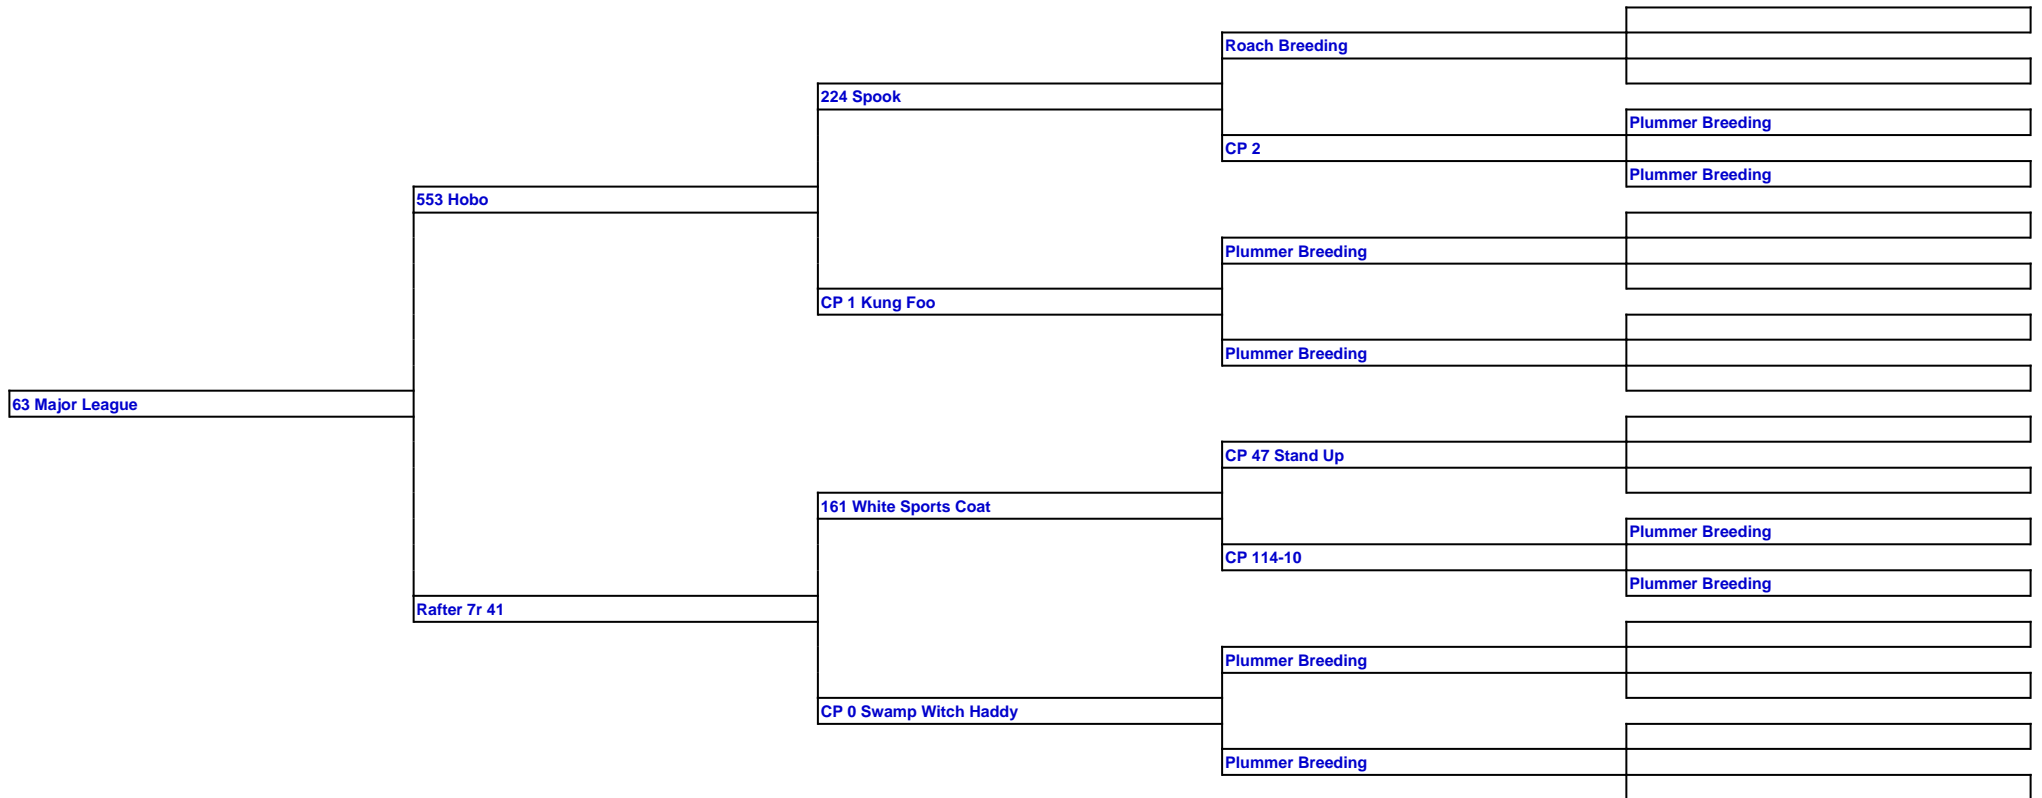 Roach Breeding
224 Spook
Plummer Breeding
CP 2
Plummer Breeding
553 Hobo
Plummer Breeding
CP 1 Kung Foo
Plummer Breeding
63 Major League
CP 47 Stand Up
161 White Sports Coat
Plummer Breeding
CP 114-10
Plummer Breeding
Rafter 7r 41
Plummer Breeding
CP 0 Swamp Witch Haddy
Plummer Breeding